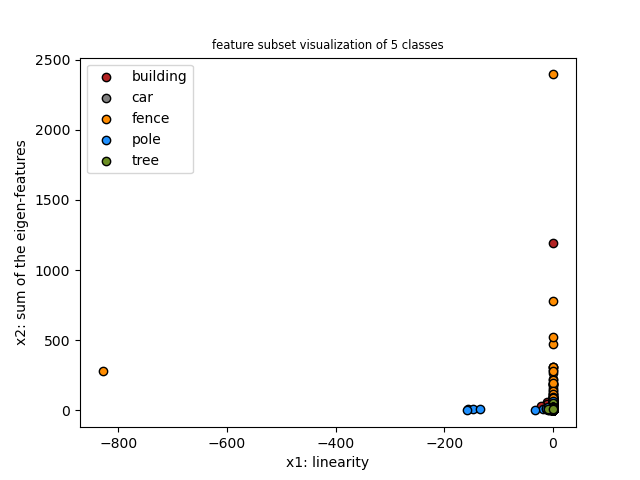 feature subset visualization of 5 classes
building
car
fence
pole
tree
x2: sum of the eigen-features
2500
2000
1500
1000
500
0
−800
−600
−400
−200
0
x1: linearity